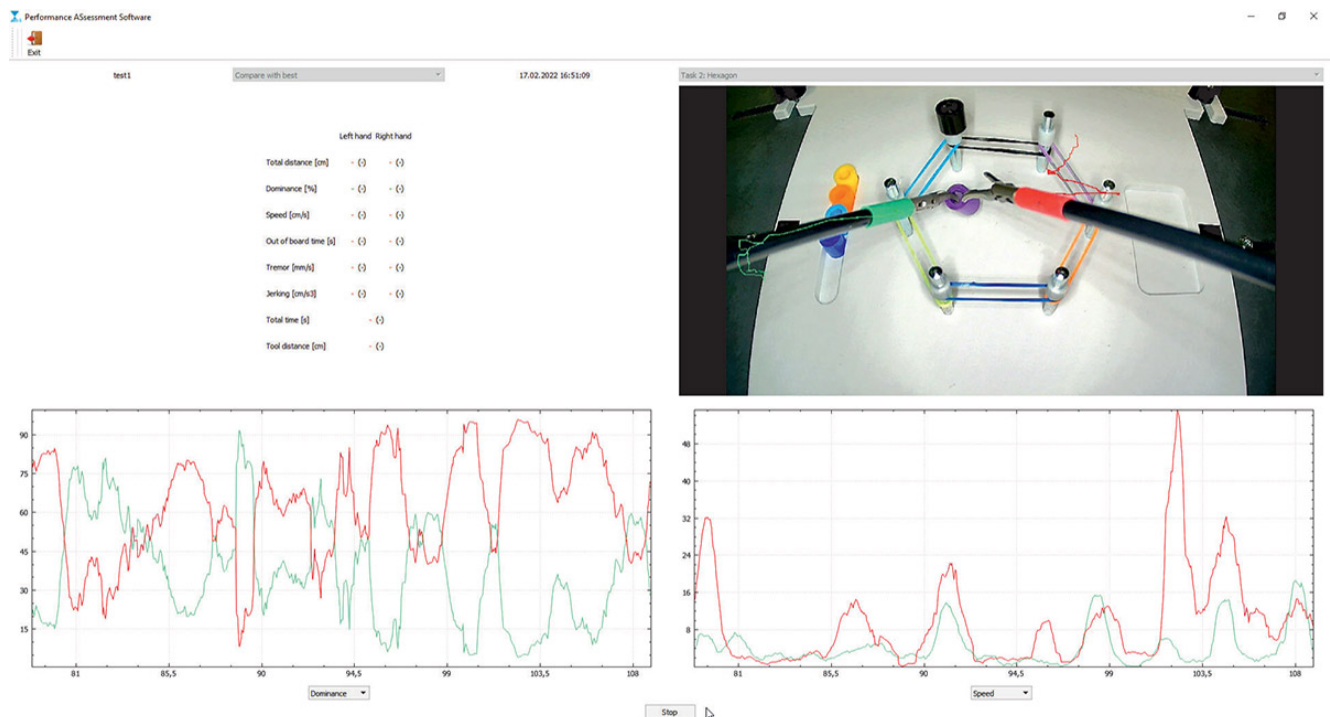 Performance ASsessment Software
Exit
test1 Compare with best 17.02.2022 16:51:09 Task 2: Hexagon
Left hand Right hand
Total distance [cm] - (-) - (-)
Dominance [%] - (-) - (-)
Speed [cm/s] - (-) - (-)
Out of board time [s] - (-) - (-)
Tremor [mm/s] - (-) - (-)
Jerking [cm/s3] - (-) - (-)
Total time [s] - (-)
Tool distance [cm] - (-)
90
75
60
45
30
15
81 85,5 90 94,5 99 103,5 108
Dominance
48
40
32
24
16
8
81 85,5 90 94,5 99 103,5 108
Speed
Stop